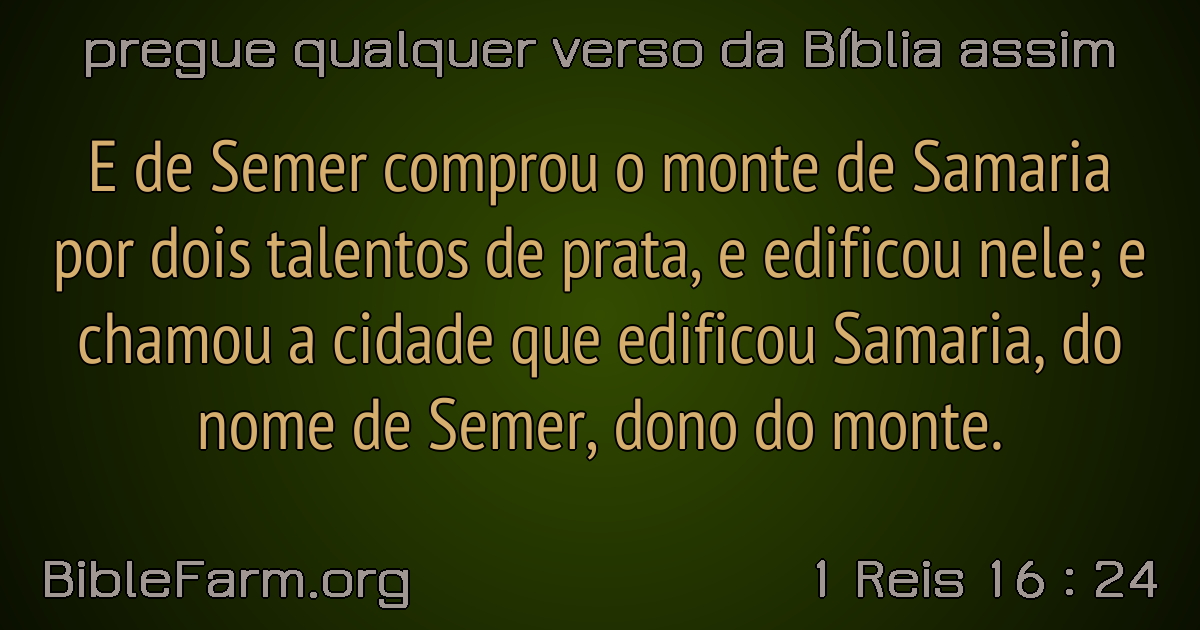 pregue qualquer verso da Bíblia assim
E de Semer comprou o monte de Samaria
por dois talentos de prata, e edificou nele; e
chamou a cidade que edificou Samaria, do
nome de Semer, dono do monte.
BibleFarm.org
1 Reis 16 : 24